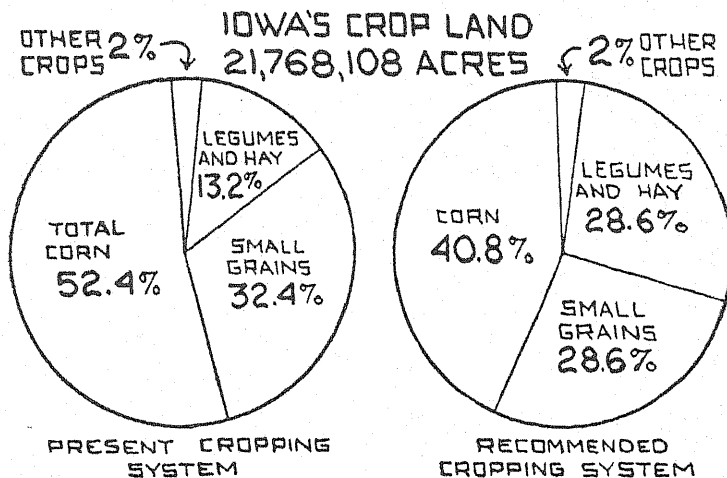 IOWA'S CROP LAND
21,768,108 ACRES
OTHER 2%
CROPS
LEGUMES
AND HAY
13.2%
TOTAL
CORN
52.4%
SMALL
GRAINS
32.4%
PRESENT CROPPING
SYSTEM
2% OTHER
CROPS
LEGUMES
AND HAY
28.6%
CORN
40.8%
SMALL
GRAINS
28.6%
RECOMMENDED
CROPPING SYSTEM